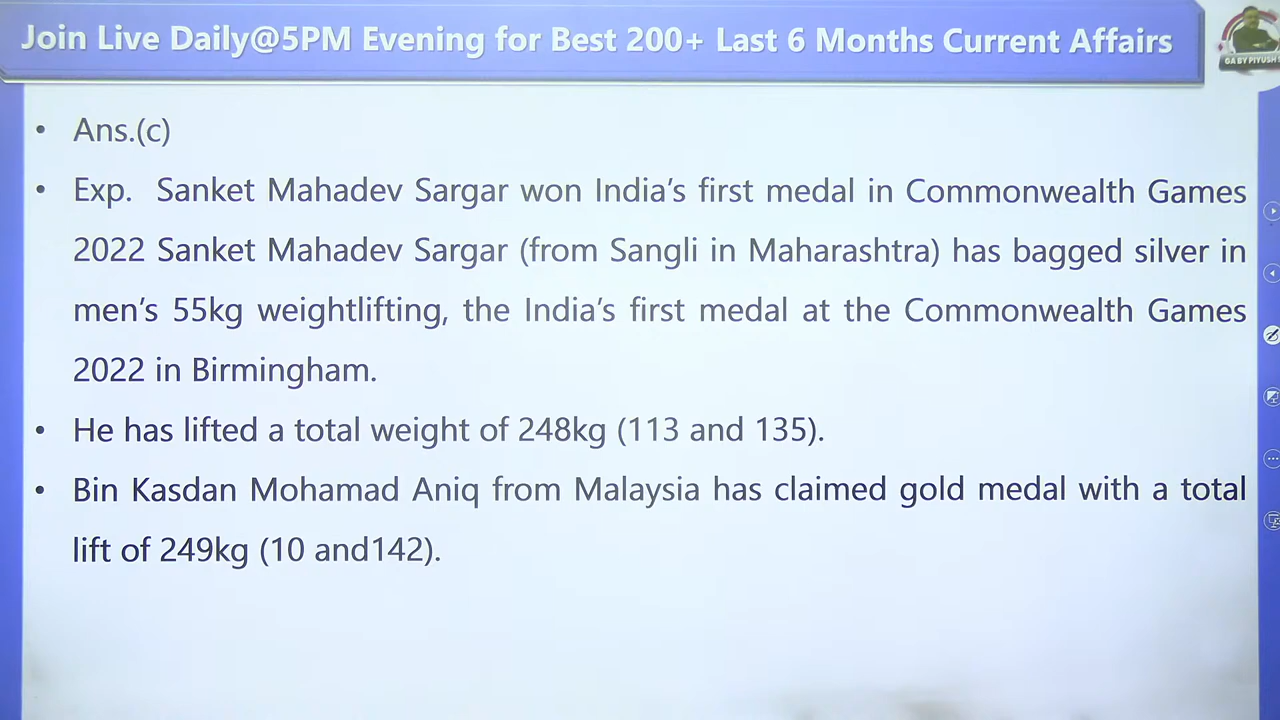 Join Live Daily@5PM Evening for Best 200+ Last 6 Months Current Affairs
GA BY PIYUSH
• Ans.(c)
• Exp. Sanket Mahadev Sargar won India’s first medal in Commonwealth Games
2022 Sanket Mahadev Sargar (from Sangli in Maharashtra) has bagged silver in
men’s 55kg weightlifting, the India’s first medal at the Commonwealth Games
2022 in Birmingham.
• He has lifted a total weight of 248kg (113 and 135).
• Bin Kasdan Mohamad Aniq from Malaysia has claimed gold medal with a total
lift of 249kg (10 and142).